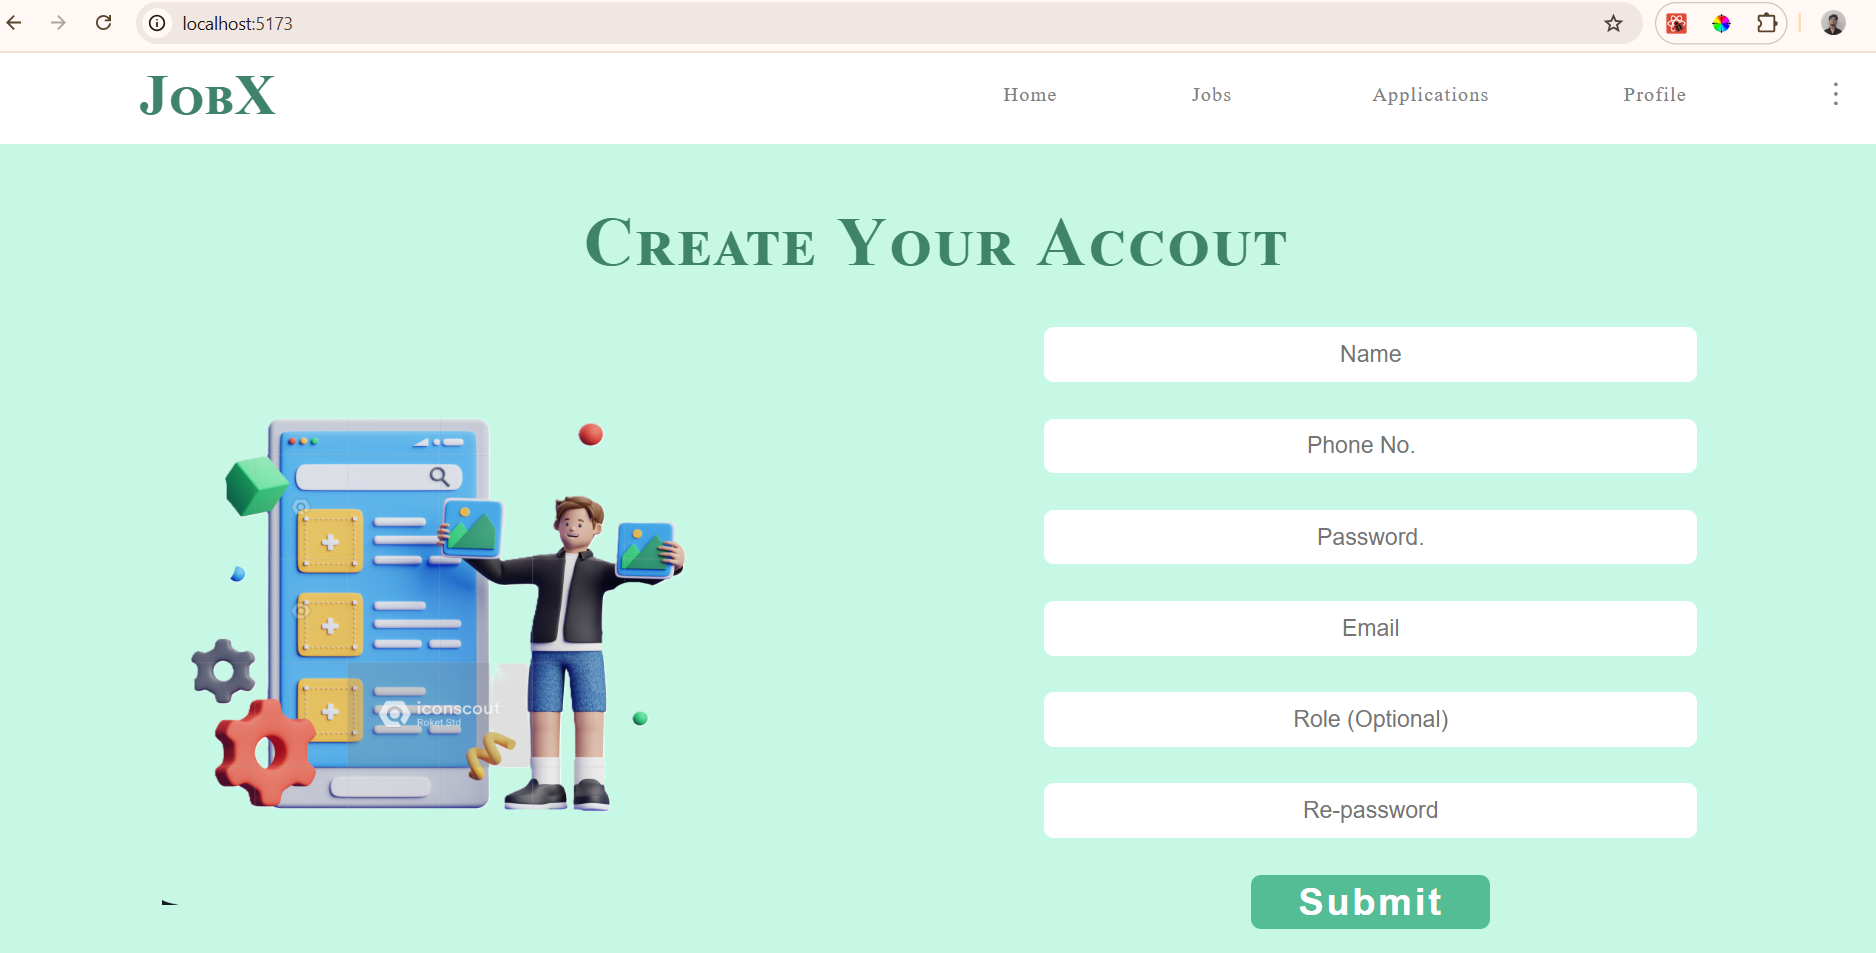 localhost:5173
JobX
Home Jobs Applications Profile
Create Your Accout
Name
Phone No.
Password.
Email
Role (Optional)
Re-password
Submit
iconscout
Roket Std